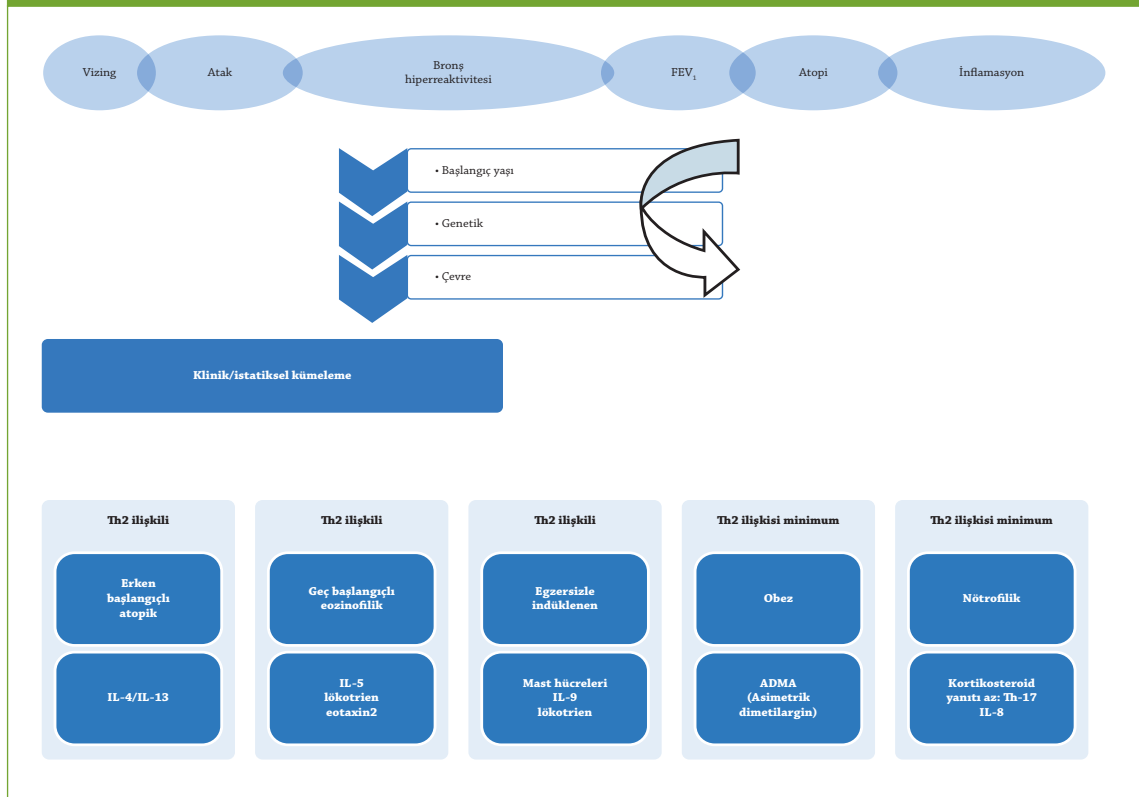 Vizing
Atak
Bronş
hiperreaktivitesi
FEV₁
Atopi
İnflamasyon
• Başlangıç yaşı
• Genetik
• Çevre
Klinik/istatiksel kümeleme
Th2 ilişkili
Erken
başlangıçlı
atopik
IL-4/IL-13
Th2 ilişkili
Geç başlangıçlı
eozinofilik
IL-5
lökotrien
eotaxin2
Th2 ilişkili
Egzersizle
indüklenen
Mast hücreleri
IL-9
lökotrien
Th2 ilişkisi minimum
Obez
ADMA
(Asimetrik
dimetilargin)
Th2 ilişkisi minimum
Nötrofilik
Kortikosteroid
yanıtı az: Th-17
IL-8